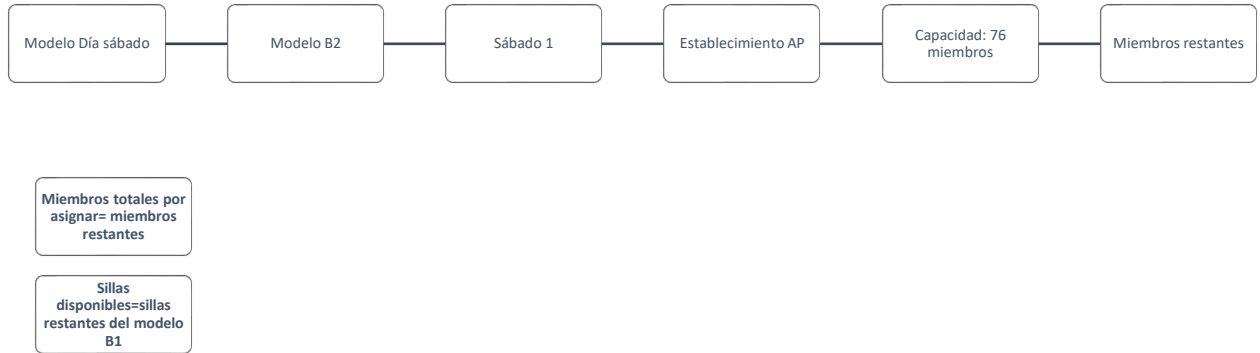 Modelo Día sábado
Modelo B2
Sábado 1
Establecimiento AP
Capacidad: 76
miembros
Miembros restantes
Miembros totales por
asignar= miembros
restantes
Sillas
disponibles=sillas
restantes del modelo
B1